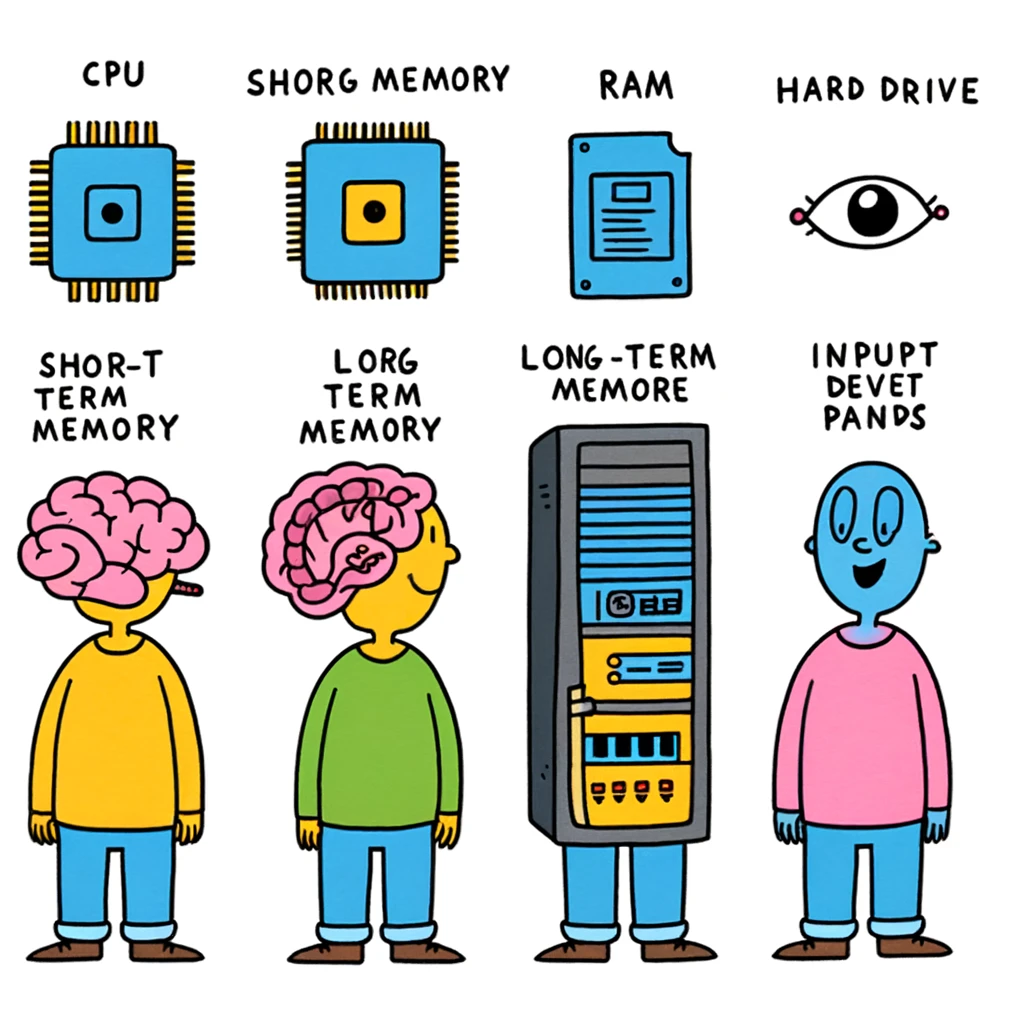 CPU
SHORG MEMORY
RAM
HARD DRIVE
SHOR-T
TERM
MEMORY
LORG
TERM
MEMORY
LONG-TERM
MEMORE
INPUPT
DEVET
PANDS